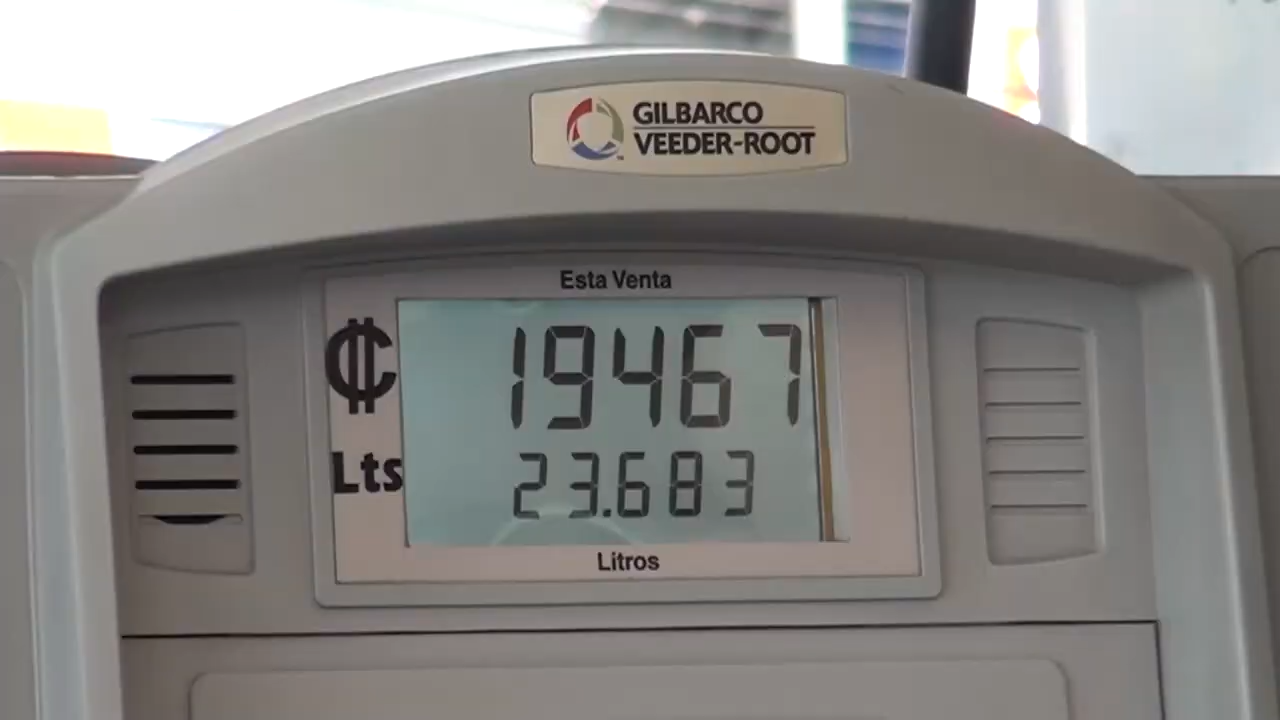 GILBARCO
VEEDER-ROOT
Esta Venta
₡ 19467
Lts 23.683
Litros